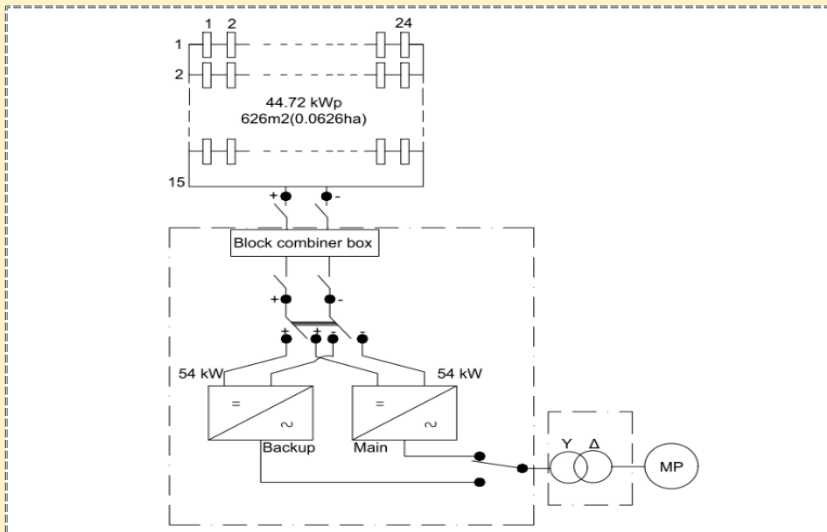 1 2 24
1
2
44.72 kWp
626m2(0.0626ha)
15
+ -
Block combiner box
+ -
+ + - -
54 kW 54 kW
= =
~ ~
Backup Main
Y Δ
MP